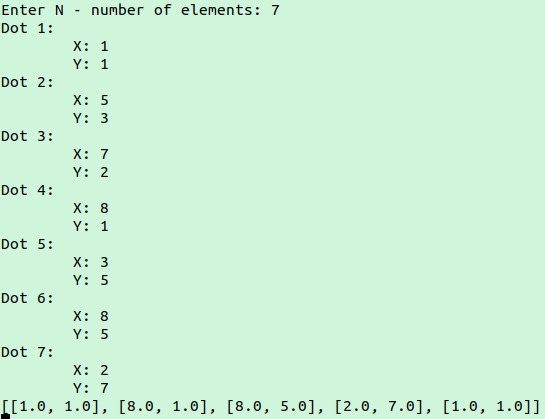 Enter N - number of elements: 7
Dot 1:
X: 1
Y: 1
Dot 2:
X: 5
Y: 3
Dot 3:
X: 7
Y: 2
Dot 4:
X: 8
Y: 1
Dot 5:
X: 3
Y: 5
Dot 6:
X: 8
Y: 5
Dot 7:
X: 2
Y: 7
[[1.0, 1.0], [8.0, 1.0], [8.0, 5.0], [2.0, 7.0], [1.0, 1.0]]